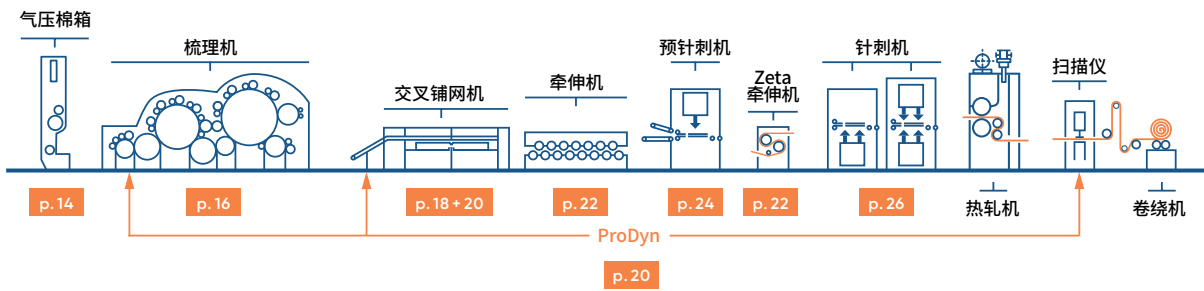 气压棉箱
梳理机
交叉铺网机
牵伸机
预针刺机
Zeta
牵伸机
针刺机
扫描仪
热轧机
卷绕机
p. 14
p. 16
p. 18 + 20
p. 22
p. 24
p. 22
p. 26
ProDyn
p. 20